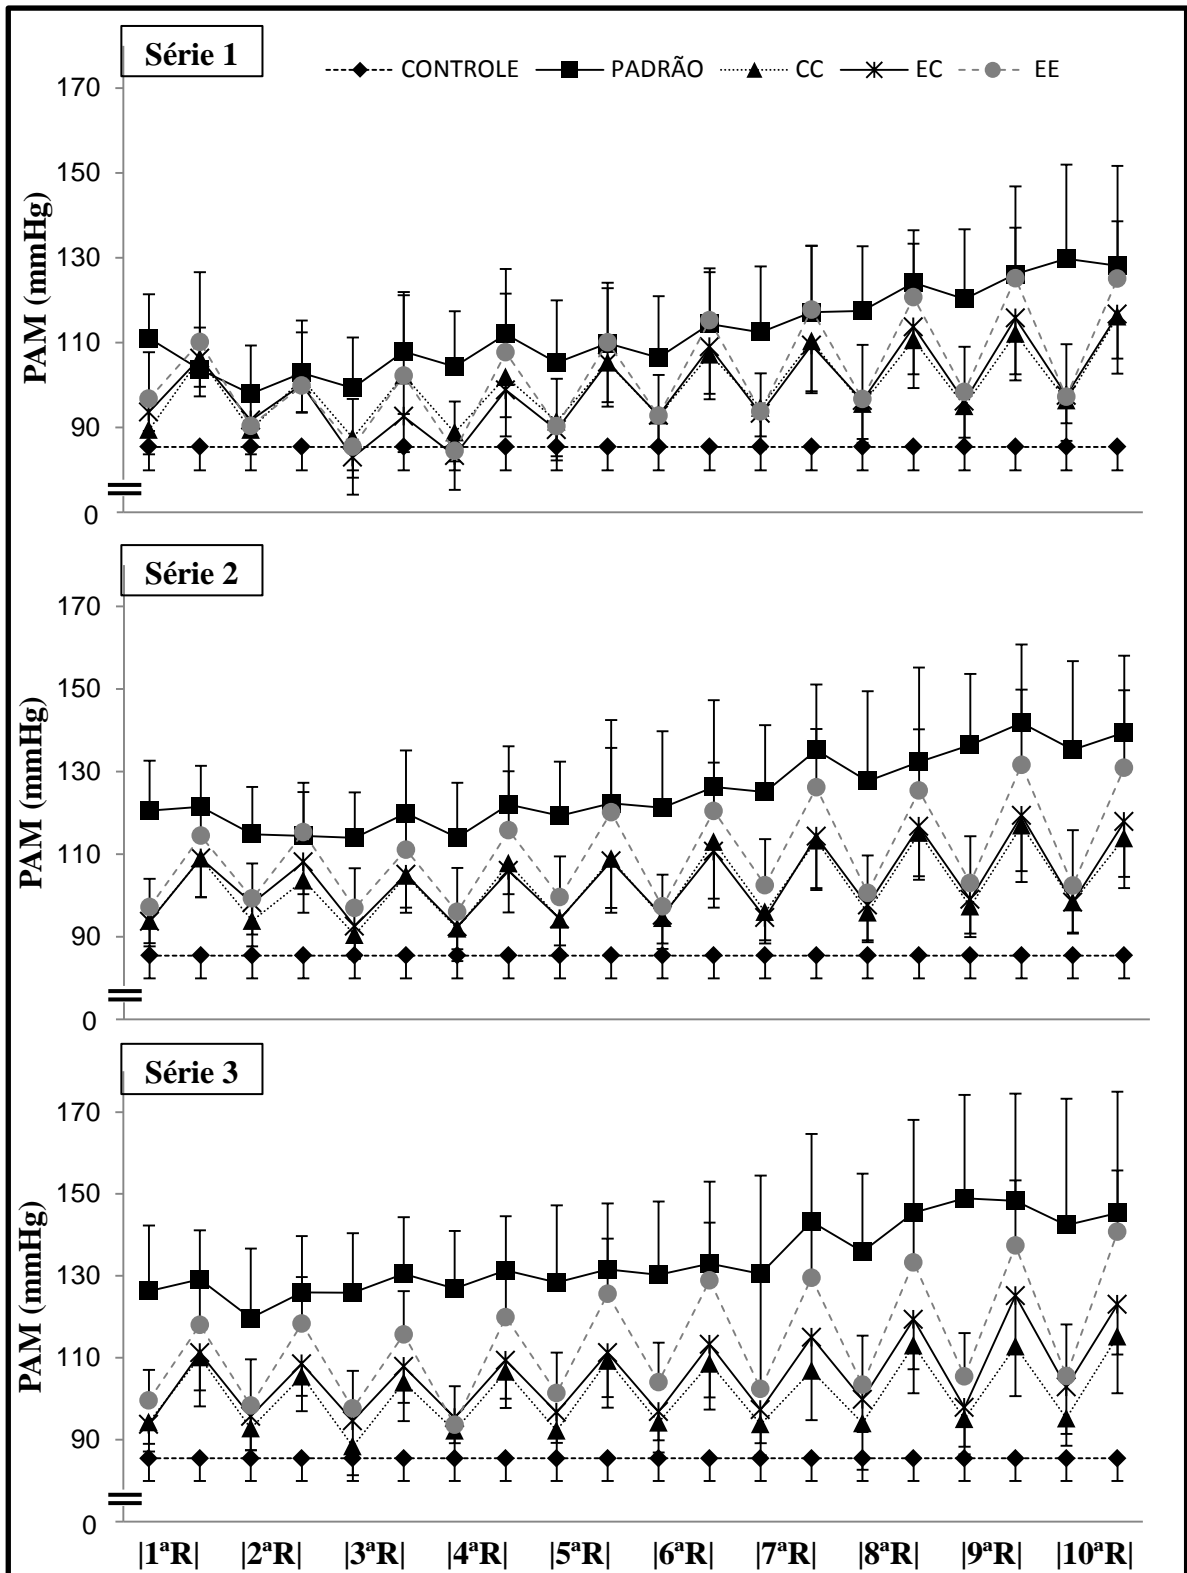 Série 1
CONTROLE PADRÃO CC EC EE
170
150
130
110
90
0
PAM (mmHg)
Série 2
170
150
130
110
90
0
PAM (mmHg)
Série 3
170
150
130
110
90
0
PAM (mmHg)
|1ªR| |2ªR| |3ªR| |4ªR| |5ªR| |6ªR| |7ªR| |8ªR| |9ªR| |10ªR|